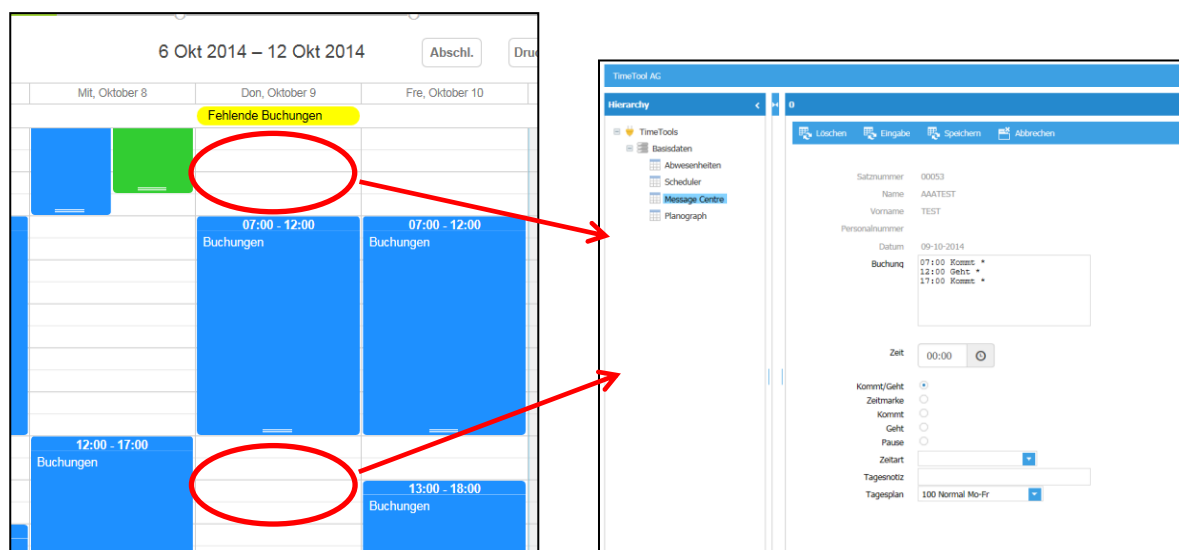 6 Okt 2014 – 12 Okt 2014
Abschl.
Dru
Mit, Oktober 8
Don, Oktober 9
Fre, Oktober 10
Fehlende Buchungen
07:00 - 12:00
Buchungen
07:00 - 12:00
Buchungen
12:00 - 17:00
Buchungen
13:00 - 18:00
Buchungen
TimeTool AG
Hierarchy
0
TimeTools
Basisdaten
Abwesenheiten
Scheduler
Message Centre
Planograph
Löschen
Eingabe
Speichern
Abbrechen
Satznummer 00053
Name AAATEST
Vorname TEST
Personalnummer
Datum 09-10-2014
Buchung 07:00 Kommt *
12:00 Geht *
17:00 Kommt *
Zeit 00:00
Kommt/Geht
Zeitmarke
Kommt
Geht
Pause
Zeitart
Tagesnotiz
Tagesplan 100 Normal Mo-Fr